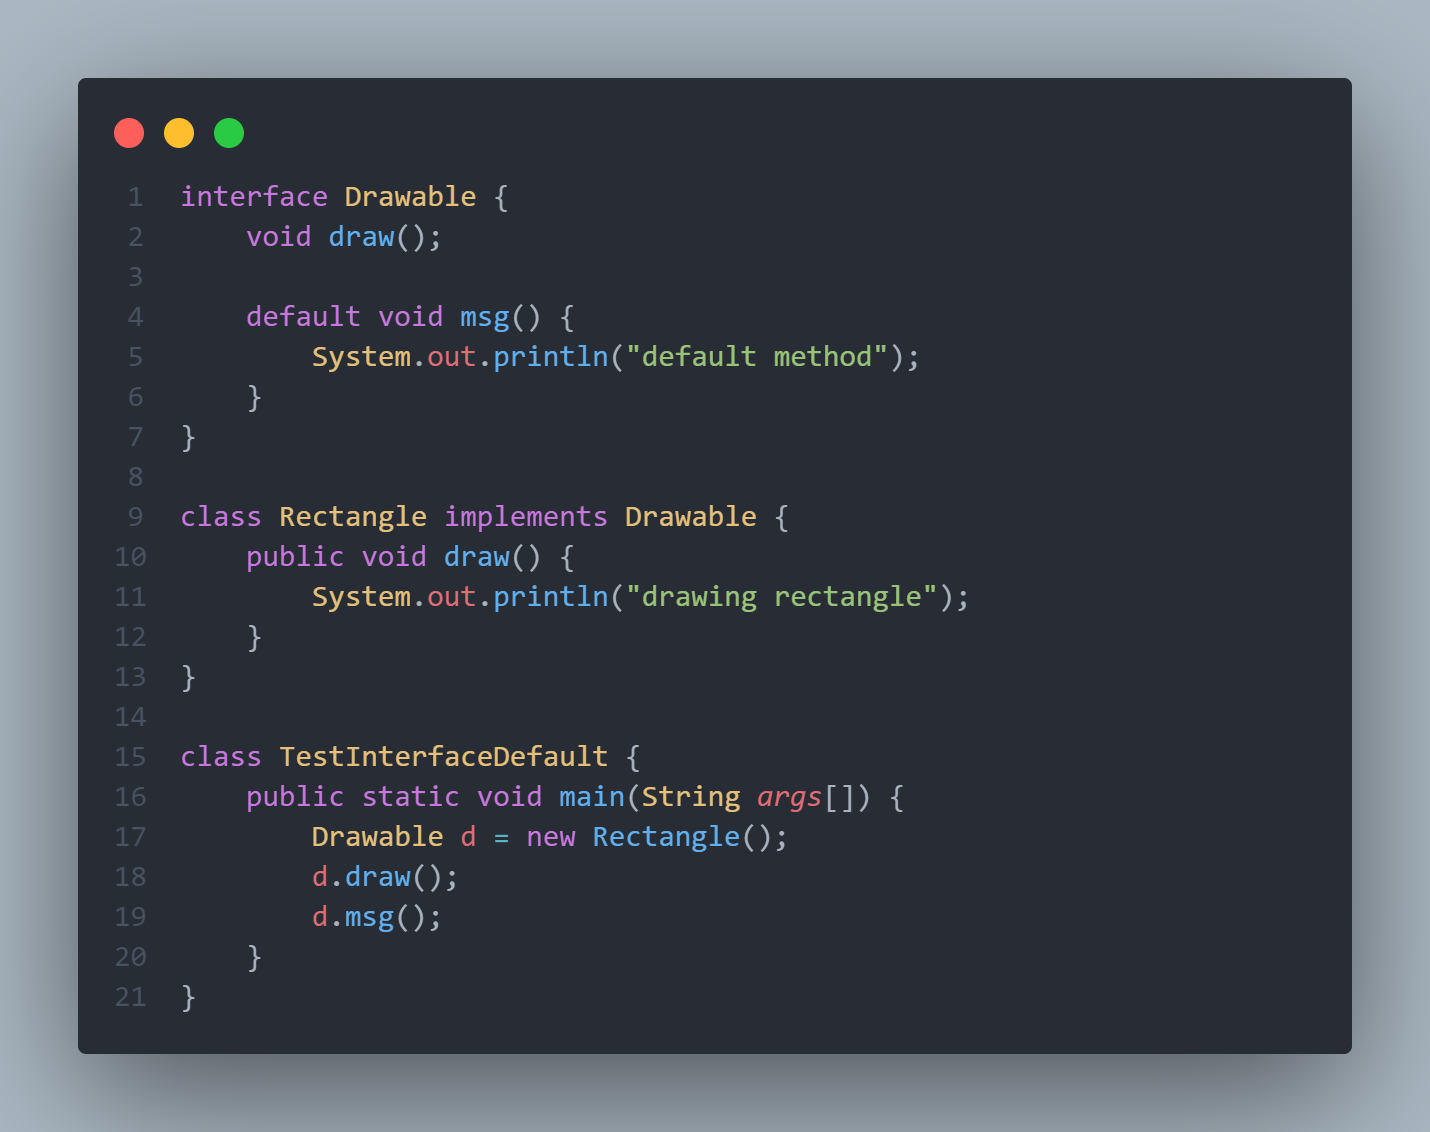 1 interface Drawable {
2     void draw();
3
4     default void msg() {
5         System.out.println("default method");
6     }
7 }
8
9 class Rectangle implements Drawable {
10     public void draw() {
11         System.out.println("drawing rectangle");
12     }
13 }
14
15 class TestInterfaceDefault {
16     public static void main(String args[]) {
17         Drawable d = new Rectangle();
18         d.draw();
19         d.msg();
20     }
21 }